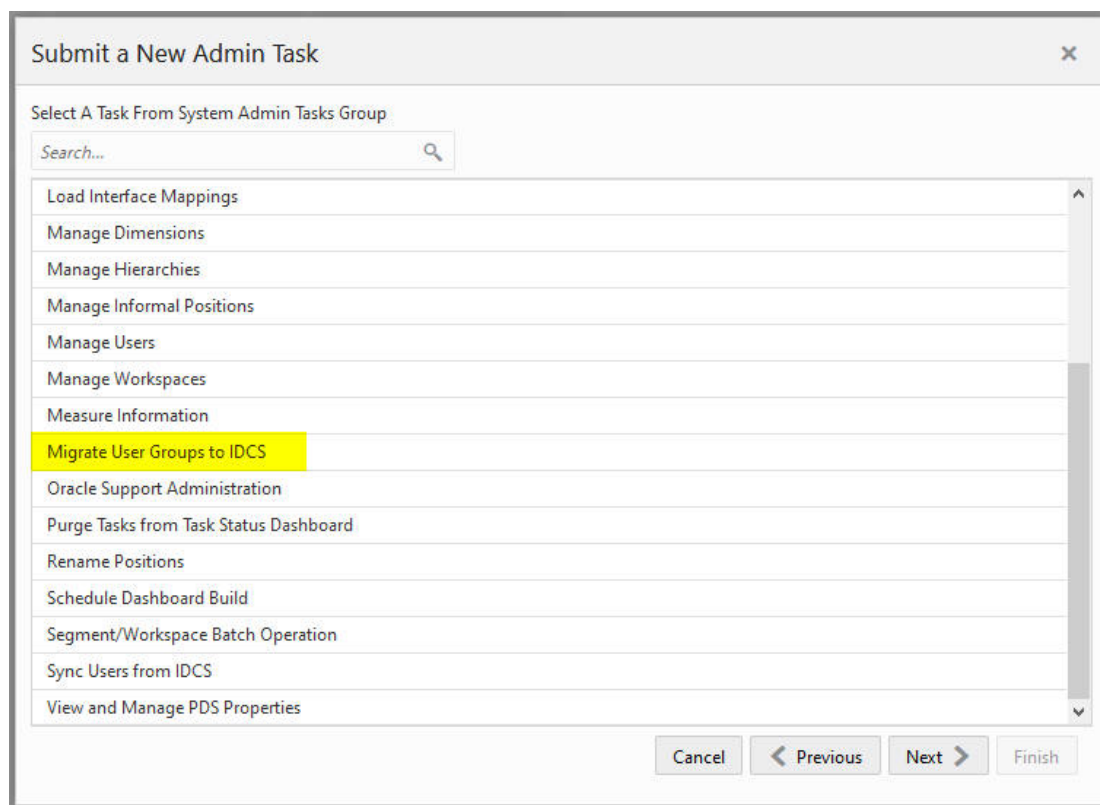 Submit a New Admin Task
Select A Task From System Admin Tasks Group
Search...
Load Interface Mappings
Manage Dimensions
Manage Hierarchies
Manage Informal Positions
Manage Users
Manage Workspaces
Measure Information
Migrate User Groups to IDCS
Oracle Support Administration
Purge Tasks from Task Status Dashboard
Rename Positions
Schedule Dashboard Build
Segment/Workspace Batch Operation
Sync Users from IDCS
View and Manage PDS Properties
Cancel Previous Next Finish